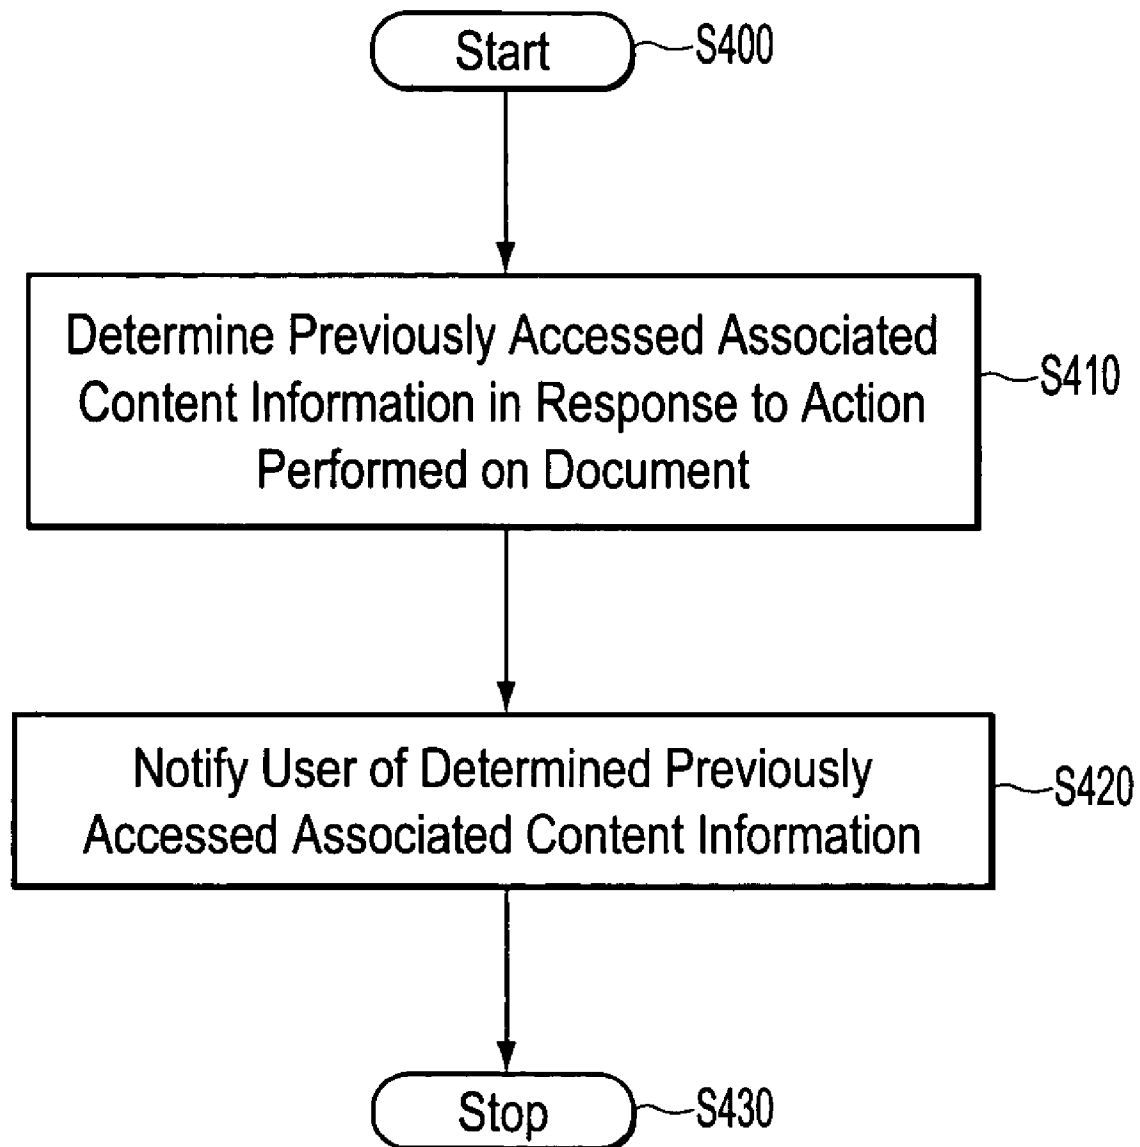 Start
S400
Determine Previously Accessed Associated
Content Information in Response to Action
Performed on Document
S410
Notify User of Determined Previously
Accessed Associated Content Information
S420
Stop
S430